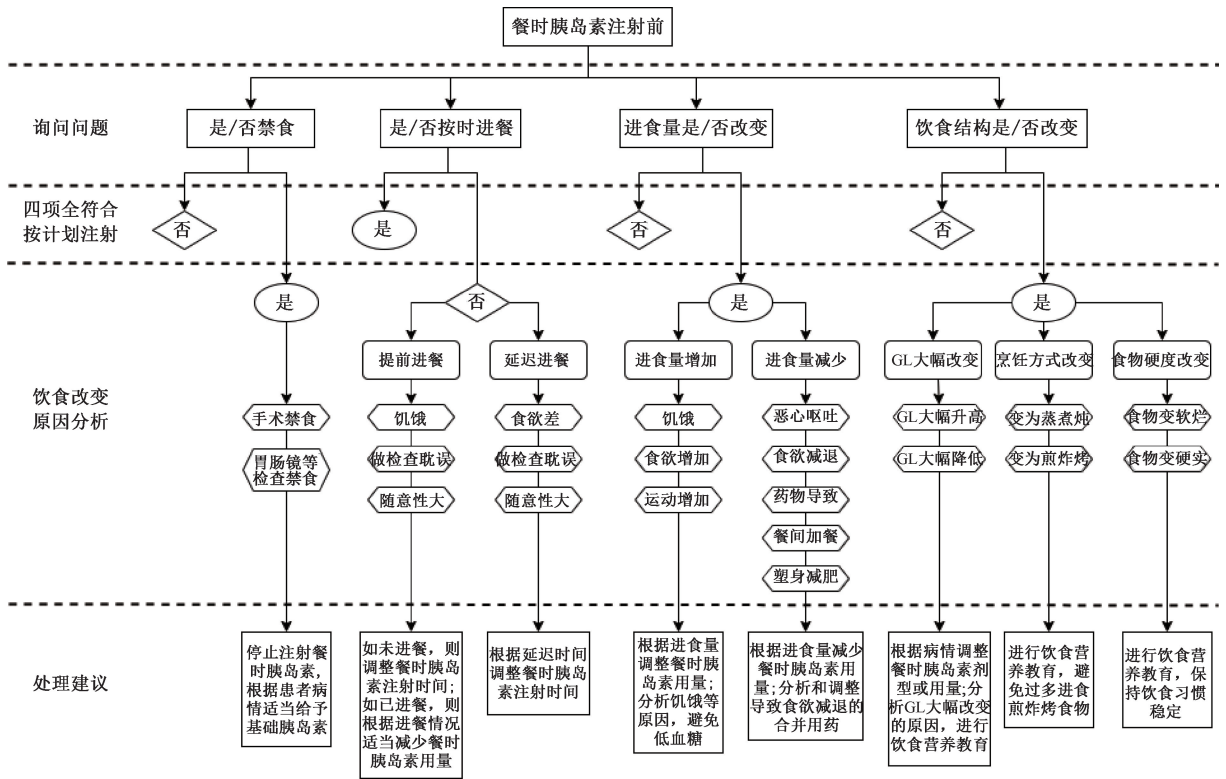 餐时胰岛素注射前
询问问题
是/否禁食
是/否按时进餐
进食量是/否改变
饮食结构是/否改变
四项全符合
按计划注射
否
是
否
否
是
否
是
是
饮食改变
原因分析
提前进餐
延迟进餐
进食量增加
进食量减少
GL大幅改变
烹饪方式改变
食物硬度改变
手术禁食
饥饿
食欲差
饥饿
恶心呕吐
GL大幅升高
变为蒸煮炖
食物变软烂
胃肠镜等
检查禁食
做检查耽误
做检查耽误
食欲增加
食欲减退
GL大幅降低
变为煎炸烤
食物变硬实
随意性大
随意性大
运动增加
药物导致
餐间加餐
塑身减肥
处理建议
停止注射餐
时胰岛素，
根据患者病
情适当给予
基础胰岛素
如未进餐，则
调整餐时胰岛
素注射时间；
如已进餐，则
根据进餐情况
适当减少餐时
胰岛素用量
根据延迟时间
调整餐时胰岛
素注射时间
根据进食量
调整餐时胰
岛素用量；
分析饥饿等
原因，避免
低血糖
根据进食量减少
餐时胰岛素用
量；分析和调整
导致食欲减退的
合并用药
根据病情调整
餐时胰岛素剂
型或用量;分
析GL大幅改变
的原因，进行
饮食营养教育
进行饮食营
养教育，避
免过多进食
煎炸烤食物
进行饮食营
养教育，保
持饮食习惯
稳定